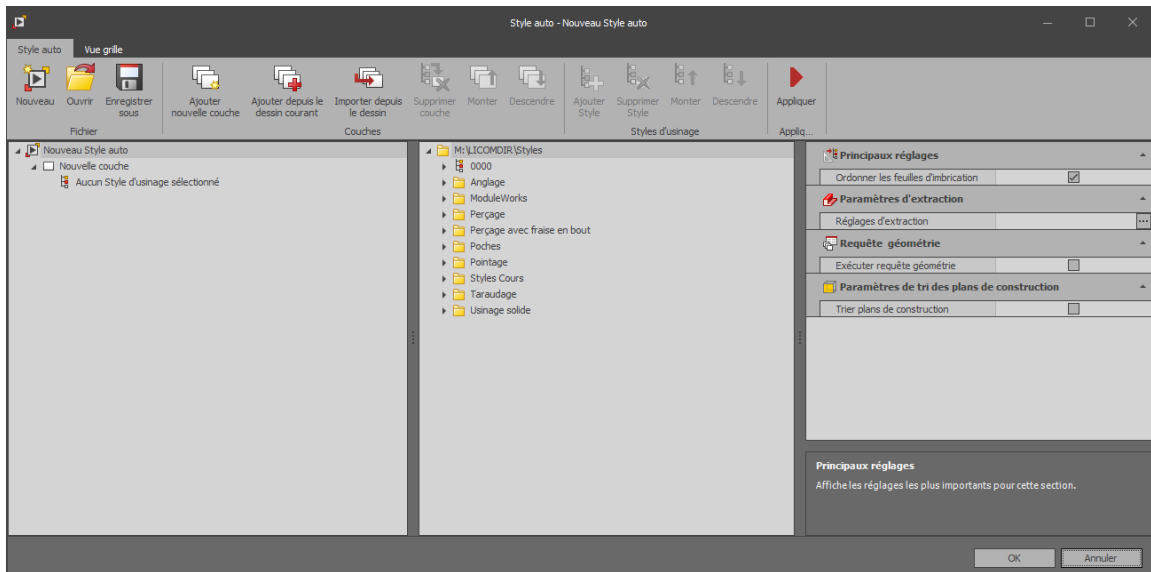 Style auto - Nouveau Style auto
Style auto
Vue grille
Nouveau
Ouvrir
Enregistrer
sous
Fichier
Ajouter
nouvelle couche
Ajouter depuis le
dessin courant
Importer depuis
le dessin
Supprimer
couche
Monter
Descendre
Couches
Ajouter
Style
Supprimer
Style
Monter
Descendre
Styles d'usinage
Appliquer
Appliq...
Nouveau Style auto
Nouvelle couche
Aucun Style d'usinage sélectionné
M:\LICOMDIR\Styles
0000
Anglage
ModuleWorks
Perçage
Perçage avec fraise en bout
Poches
Pointage
Styles Cours
Taraudage
Usinage solide
Principaux réglages
Ordonner les feuilles d'imbrication
Paramètres d'extraction
Réglages d'extraction
...
Requête géométrie
Exécuter requête géométrie
Paramètres de tri des plans de construction
Trier plans de construction
Principaux réglages
Affiche les réglages les plus importants pour cette section.
OK
Annuler